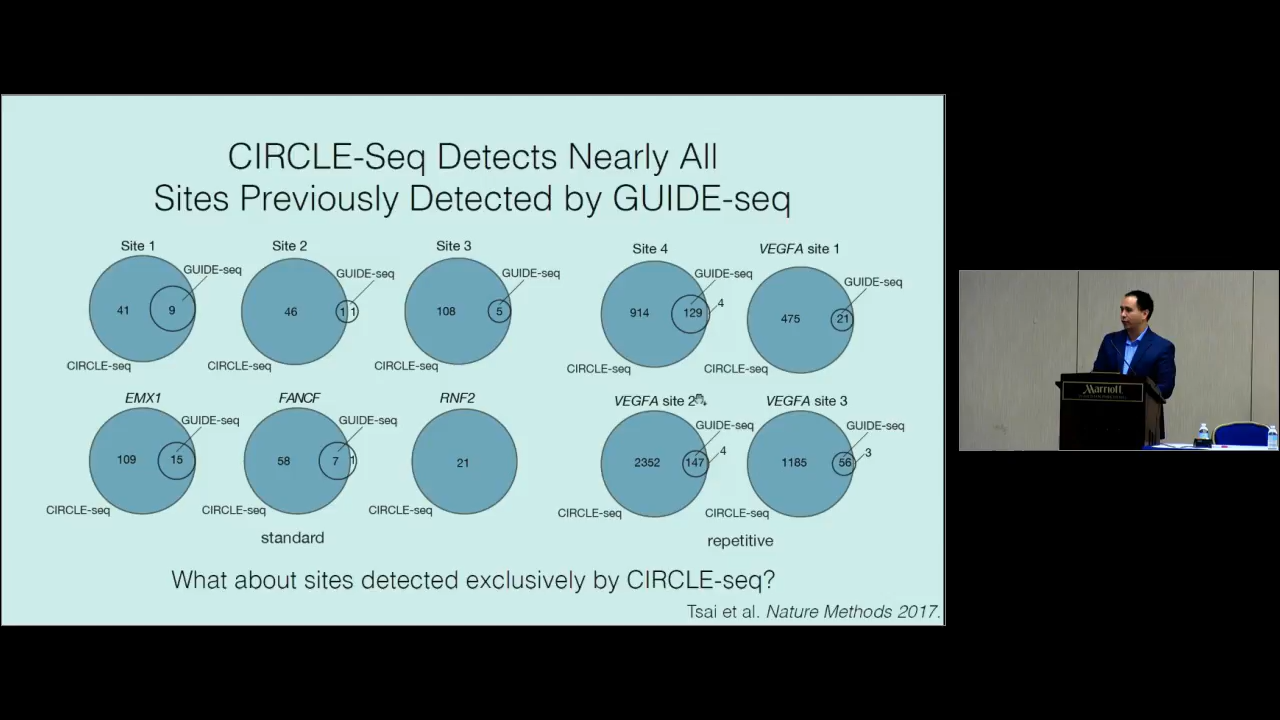 CIRCLE-Seq Detects Nearly All
Sites Previously Detected by GUIDE-seq
Site 1
GUIDE-seq
41
9
CIRCLE-seq
Site 2
GUIDE-seq
46
1
1
CIRCLE-seq
Site 3
GUIDE-seq
108
5
CIRCLE-seq
Site 4
GUIDE-seq
914
129
4
CIRCLE-seq
VEGFA site 1
GUIDE-seq
475
21
CIRCLE-seq
EMX1
GUIDE-seq
109
15
CIRCLE-seq
FANCF
GUIDE-seq
58
7
1
CIRCLE-seq
RNF2
21
CIRCLE-seq
VEGFA site 2
GUIDE-seq
2352
147
4
CIRCLE-seq
VEGFA site 3
GUIDE-seq
1185
56
3
CIRCLE-seq
standard
repetitive
What about sites detected exclusively by CIRCLE-seq?
Tsai et al. Nature Methods 2017.
Marriott